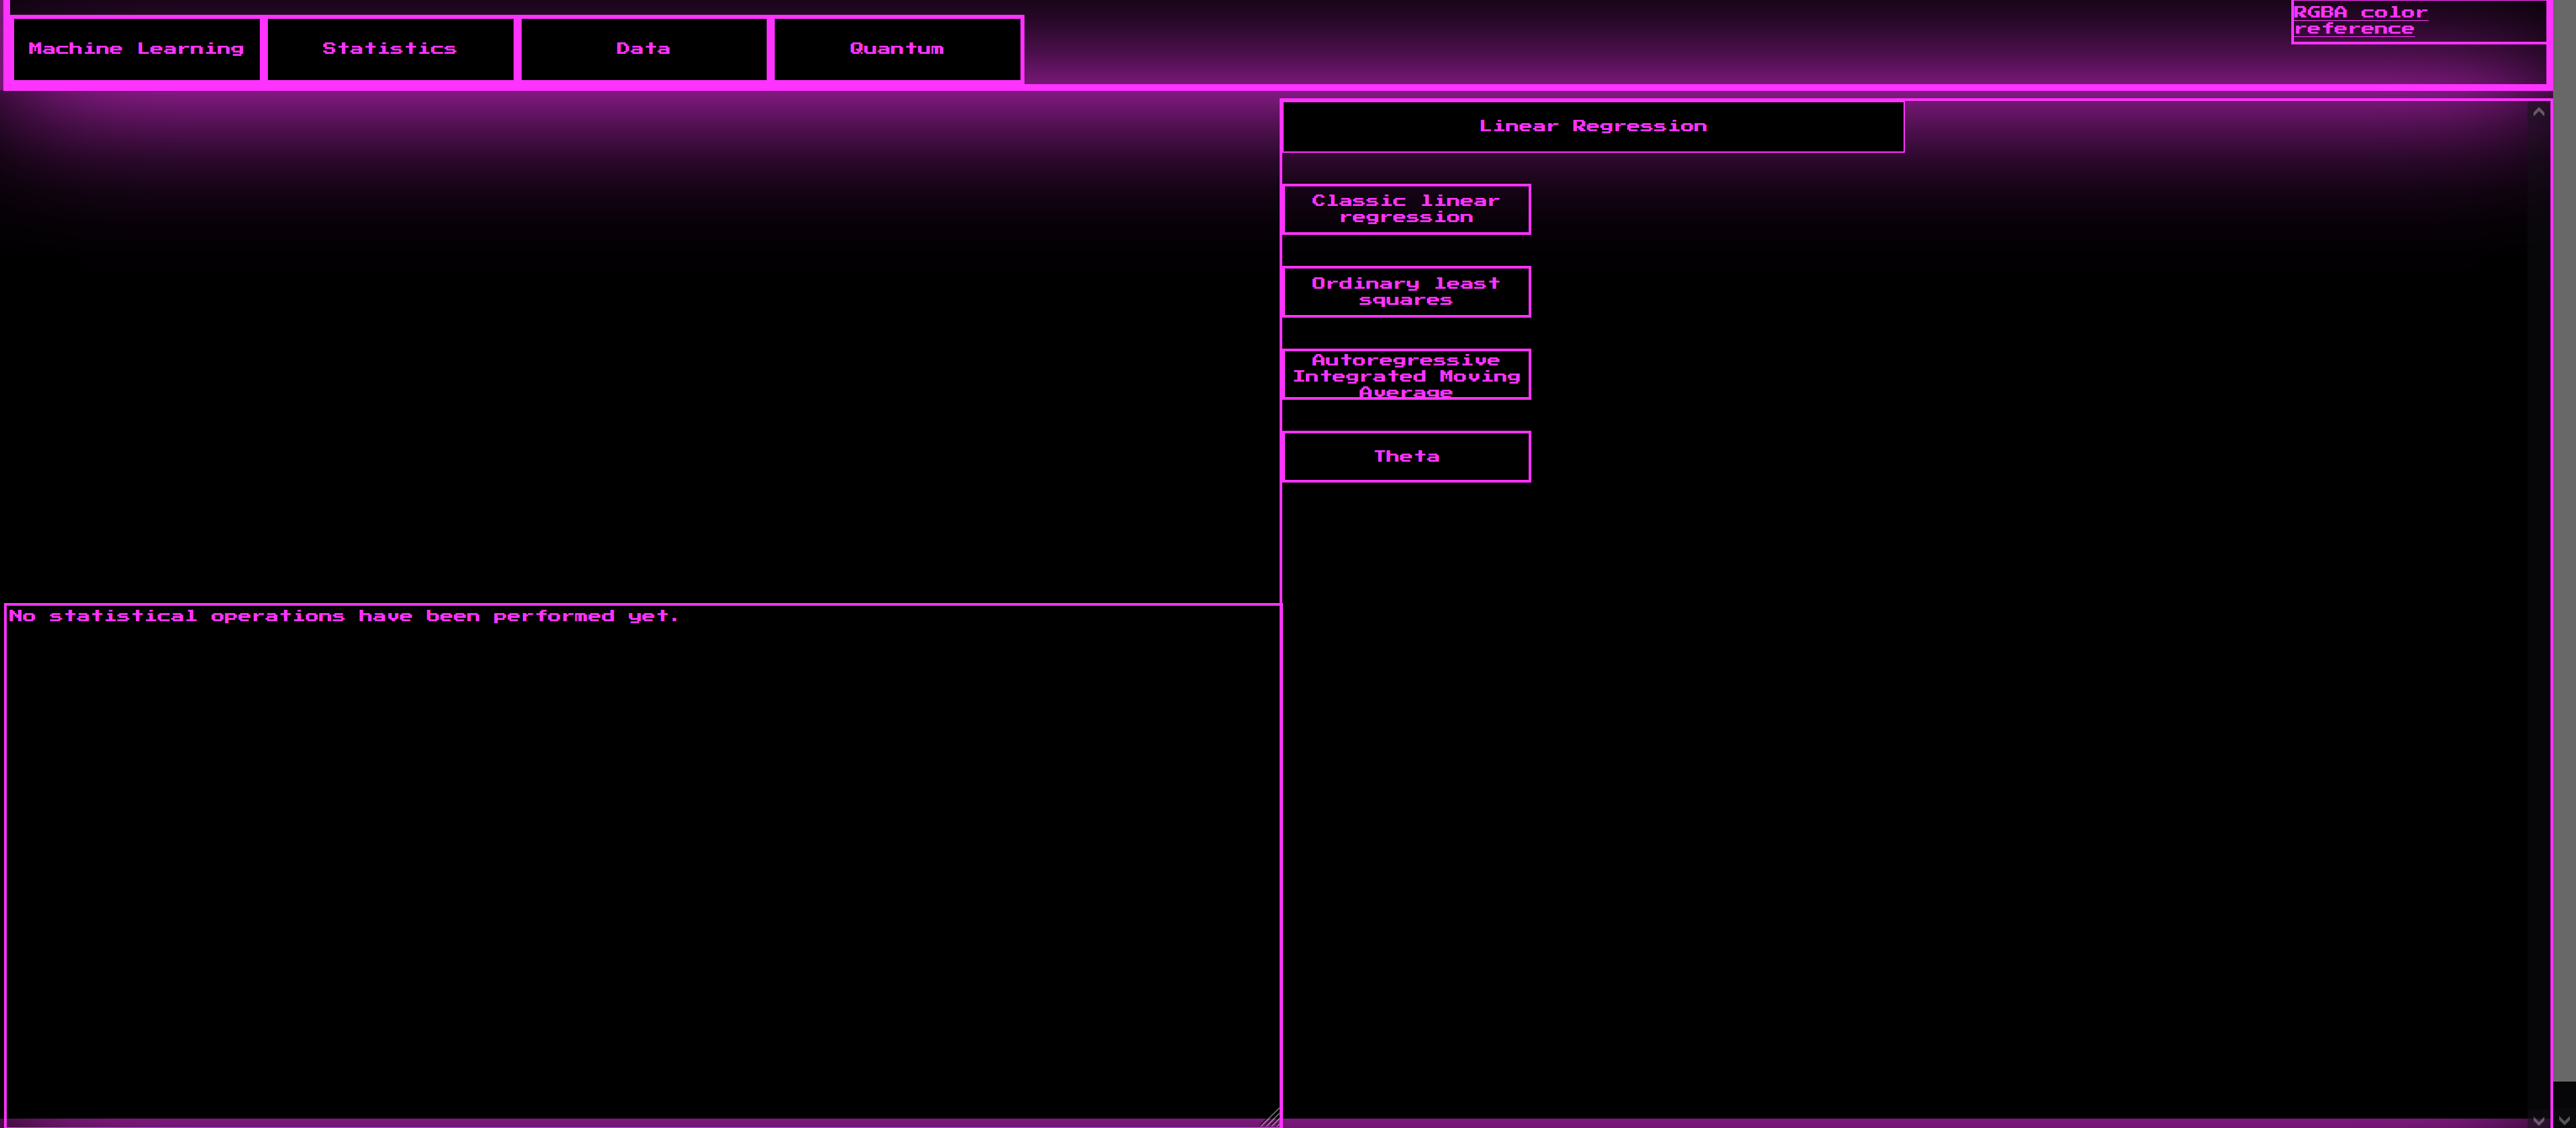 RGBA color
reference
Machine Learning
Statistics
Data
Quantum
Linear Regression
Classic linear
regression
Ordinary least
squares
Autoregressive
Integrated Moving
Average
Theta
No statistical operations have been performed yet.